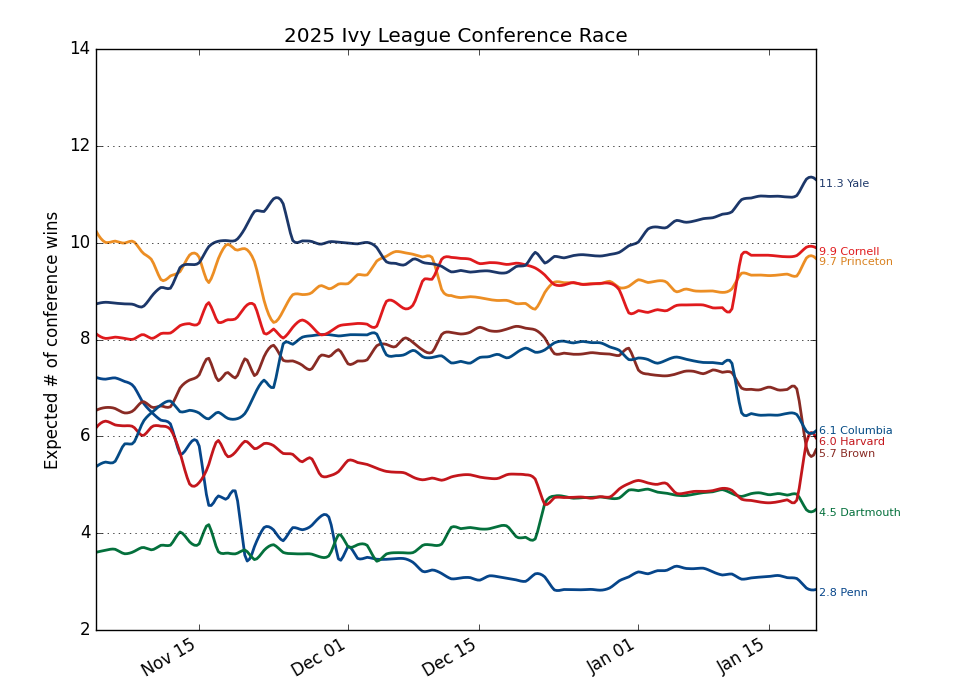 2025 Ivy League Conference Race
Expected # of conference wins
14
12
10
8
6
4
2
11.3 Yale
9.9 Cornell
9.7 Princeton
6.1 Columbia
6.0 Harvard
5.7 Brown
4.5 Dartmouth
2.8 Penn
Nov 15
Dec 01
Dec 15
Jan 01
Jan 15